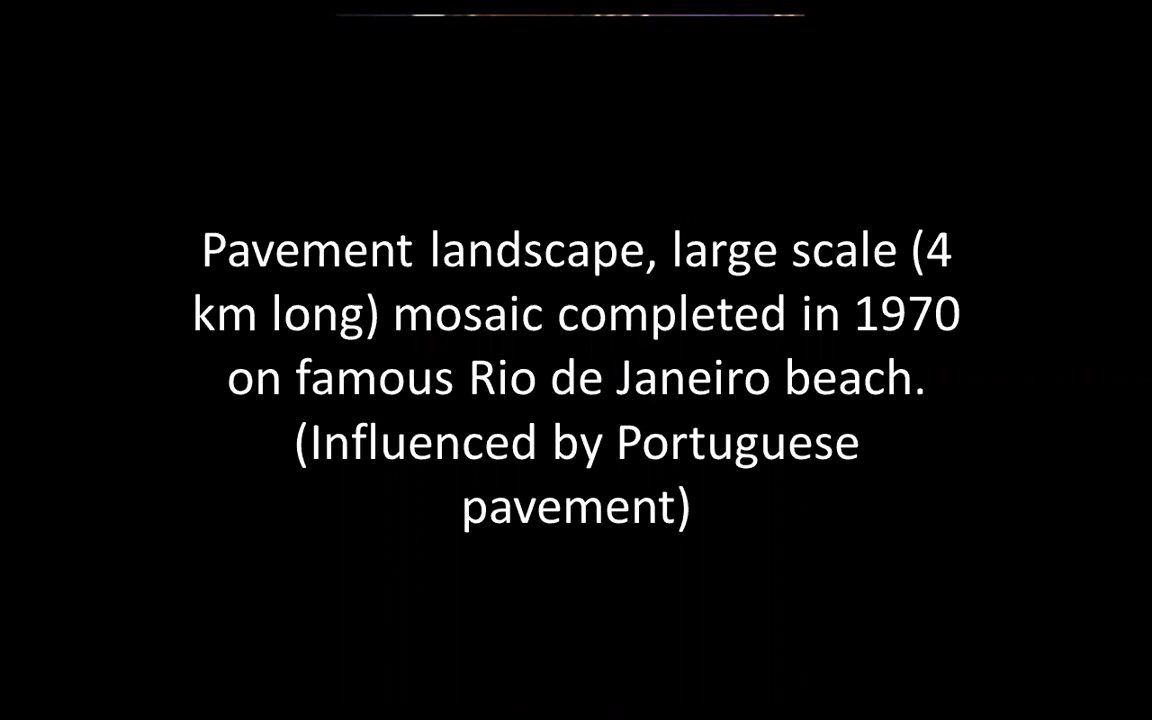 Pavement landscape, large scale (4
km long) mosaic completed in 1970
on famous Rio de Janeiro beach.
(Influenced by Portuguese
pavement)